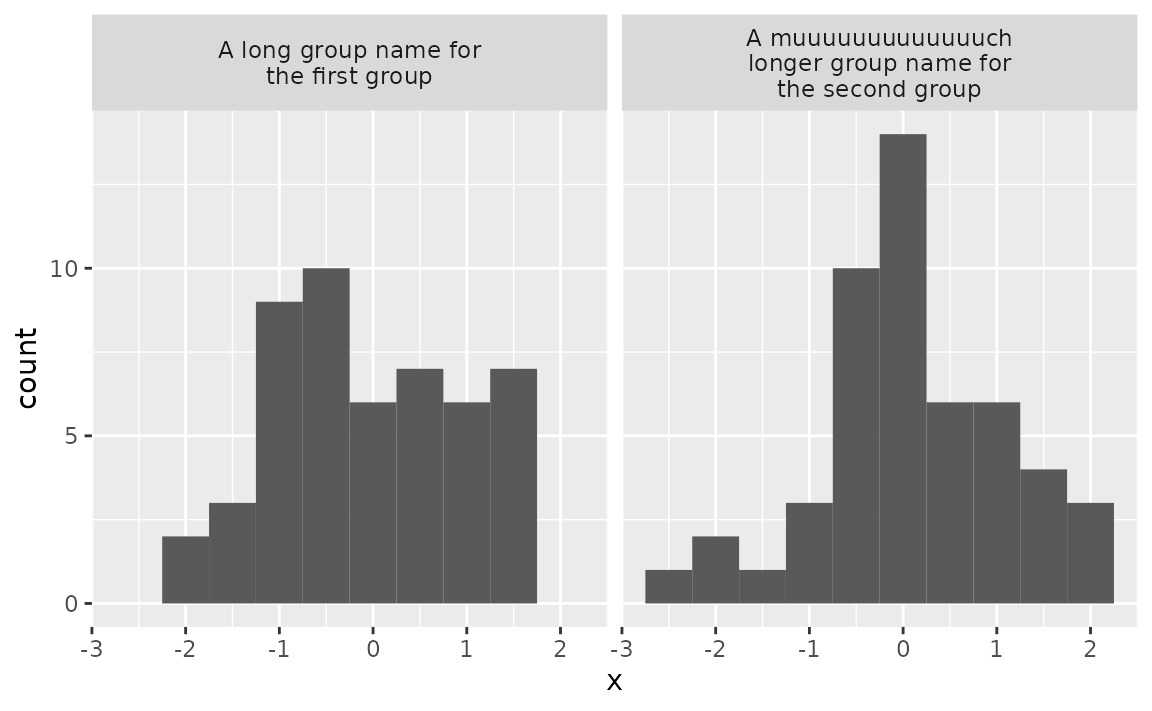 A long group name for
the first group
A muuuuuuuuuuuuuch
longer group name for
the second group
count
10
5
0
-3 -2 -1 0 1 2
-3 -2 -1 0 1 2
x